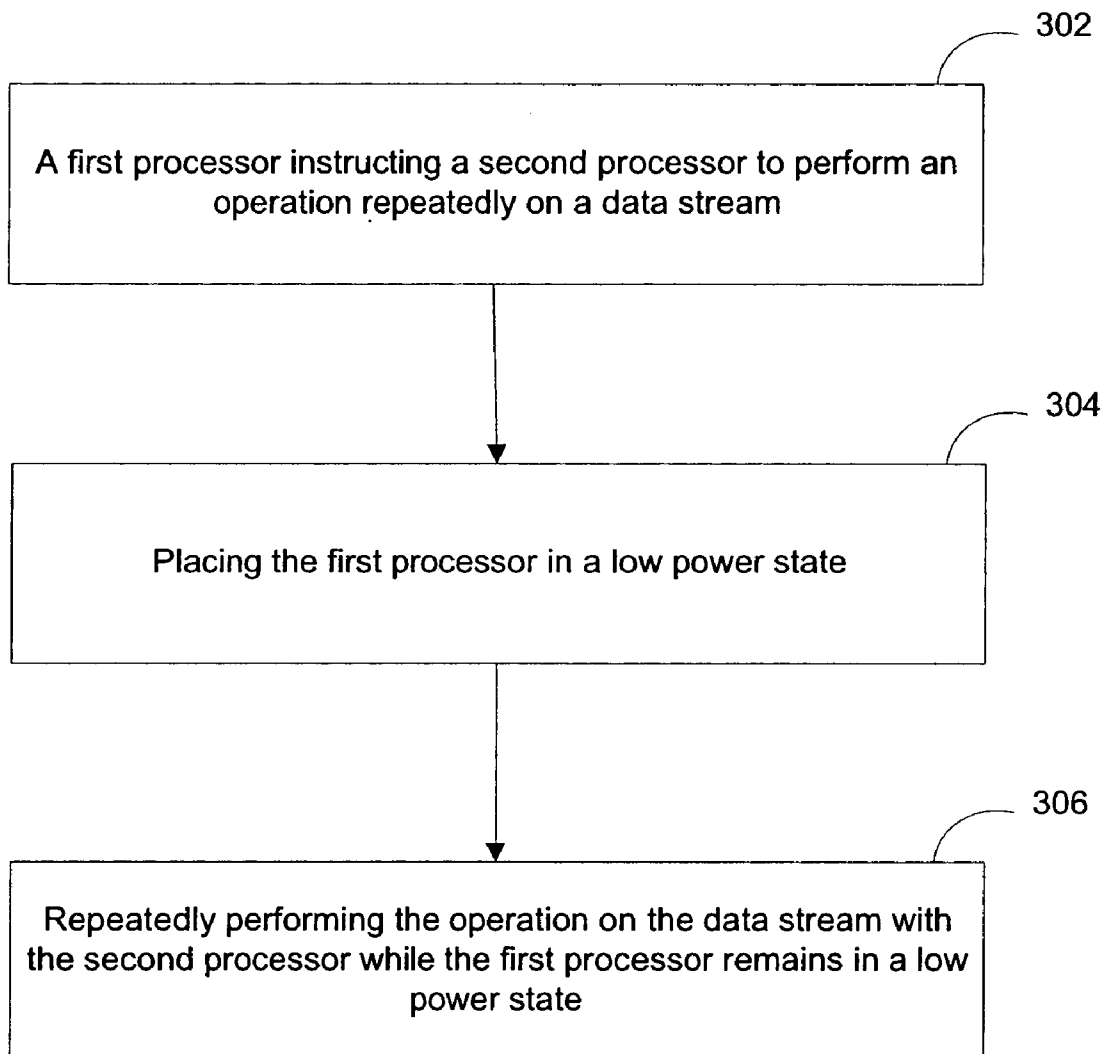 302
A first processor instructing a second processor to perform an
operation repeatedly on a data stream
304
Placing the first processor in a low power state
306
Repeatedly performing the operation on the data stream with
the second processor while the first processor remains in a low
power state